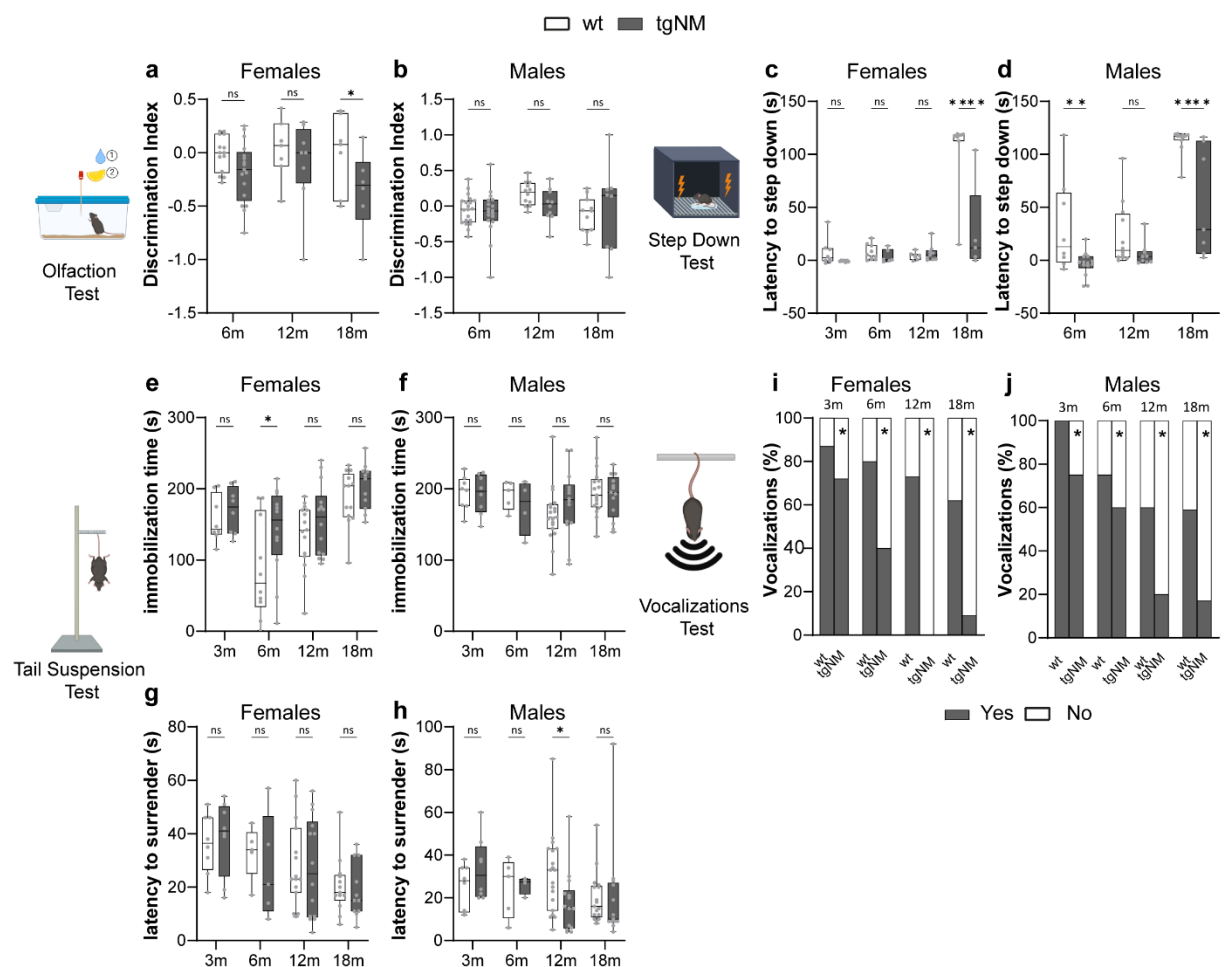 wt tgNM
a Females
b Males
c Females
d Males
ns ns *
ns ns ns
ns ns ns ****
** ns ****
Discrimination Index
0.5
0.0
-0.5
-1.0
-1.5
6m 12m 18m
Discrimination Index
1.5
1.0
0.5
0.0
-0.5
-1.0
-1.5
6m 12m 18m
Latency to step down (s)
150
100
50
0
-50
3m 6m 12m 18m
Latency to step down (s)
150
100
50
0
-50
6m 12m 18m
1
2
Olfaction
Test
Step Down
Test
e Females
f Males
i Females
j Males
ns * ns ns
ns ns ns ns
immobilization time (s)
300
200
100
0
3m 6m 12m 18m
immobilization time (s)
300
200
100
0
3m 6m 12m 18m
Tail Suspension
Test
Vocalizations
Test
3m 6m 12m 18m
* * * *
Vocalizations (%)
100
80
60
40
20
0
wt tgNM wt tgNM wt tgNM wt tgNM
3m 6m 12m 18m
* * * *
Vocalizations (%)
100
80
60
40
20
0
wt tgNM wt tgNM wt tgNM wt tgNM
Yes No
g Females
h Males
ns ns ns ns
ns ns * ns
latency to surrender (s)
80
60
40
20
0
3m 6m 12m 18m
latency to surrender (s)
100
80
60
40
20
0
3m 6m 12m 18m